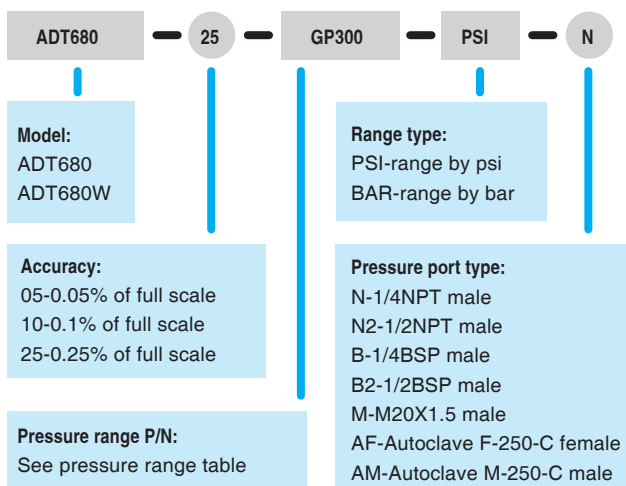 ADT680 25 GP300 PSI N
Model:
ADT680
ADT680W
Range type:
PSI-range by psi
BAR-range by bar
Accuracy:
05-0.05% of full scale
10-0.1% of full scale
25-0.25% of full scale
Pressure port type:
N-1/4NPT male
N2-1/2NPT male
B-1/4BSP male
B2-1/2BSP male
M-M20X1.5 male
AF-Autoclave F-250-C female
AM-Autoclave M-250-C male
Pressure range P/N:
See pressure range table